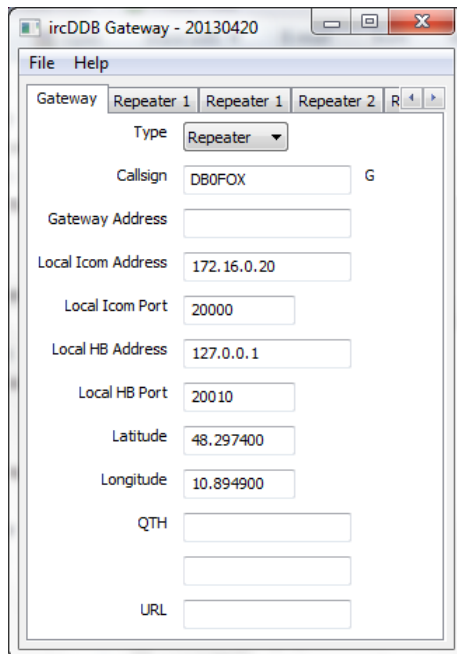 ircDDB Gateway - 20130420
File Help
Gateway Repeater 1 Repeater 1 Repeater 2 R
Type Repeater
Callsign DB0FOX G
Gateway Address
Local Icom Address 172.16.0.20
Local Icom Port 20000
Local HB Address 127.0.0.1
Local HB Port 20010
Latitude 48.297400
Longitude 10.894900
QTH
URL